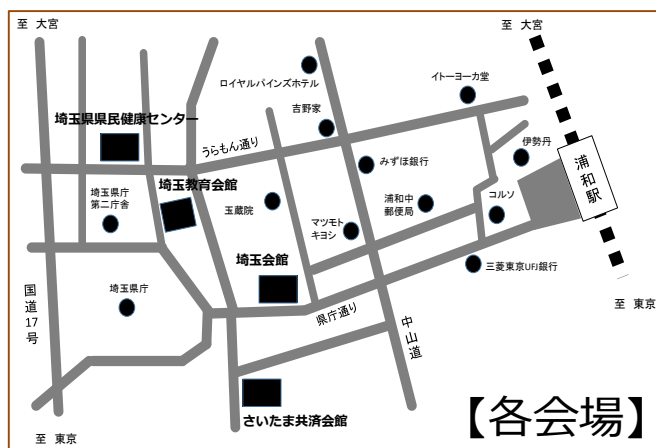 至 大宮
至 大宮
ロイヤルパインズホテル
イトーヨーカ堂
吉野家
埼玉県県民健康センター
うらもん通り
伊勢丹
みずほ銀行
浦和駅
埼玉教育会館
埼玉県庁
第二庁舎
玉蔵院
浦和中
郵便局
コルソ
マツモト
キヨシ
埼玉会館
三菱東京UFJ銀行
埼玉県庁
国道17号
県庁通り
中山道
至 東京
さいたま共済会館
至 東京
【各会場】